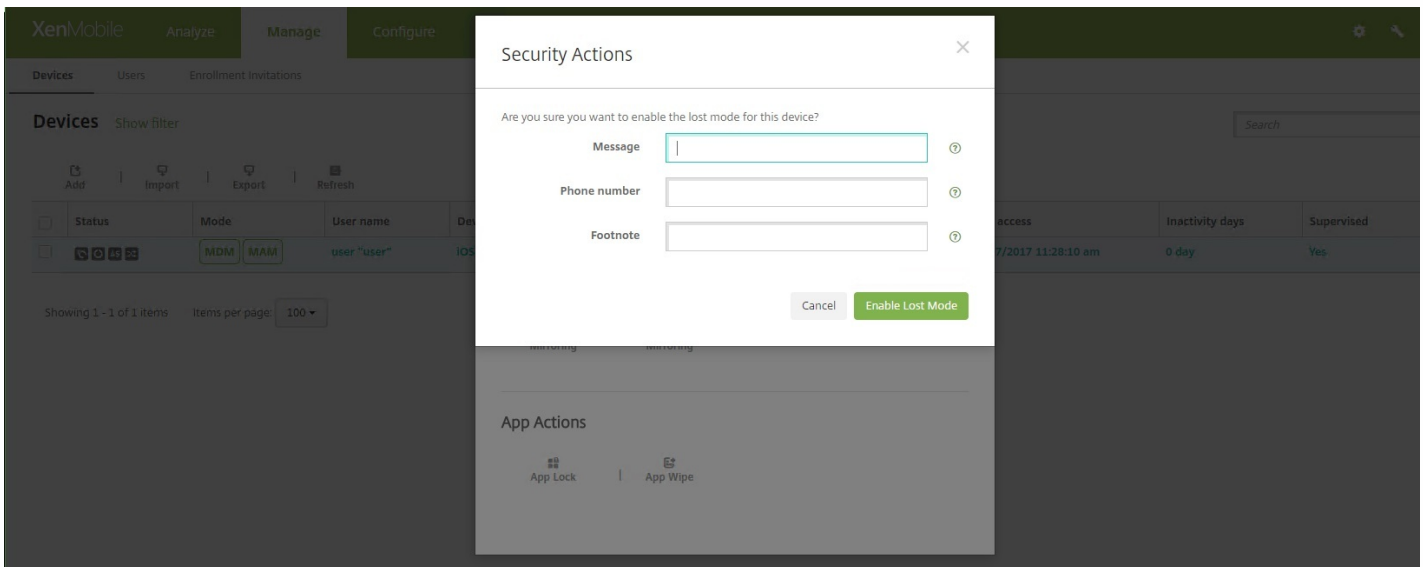 XenMobile Analyze Manage Configure
Devices Users Enrollment Invitations
Devices Show filter
Search
Add | Import | Export | Refresh
Status Mode User name access Inactivity days Supervised
MDM MAM user "user" iOS 7/2017 11:28:10 am 0 day Yes
Showing 1 - 1 of 1 items Items per page: 100
Security Actions
Are you sure you want to enable the lost mode for this device?
Message
Phone number
Footnote
Cancel Enable Lost Mode
Mirroring Mirroring
App Actions
App Lock | App Wipe